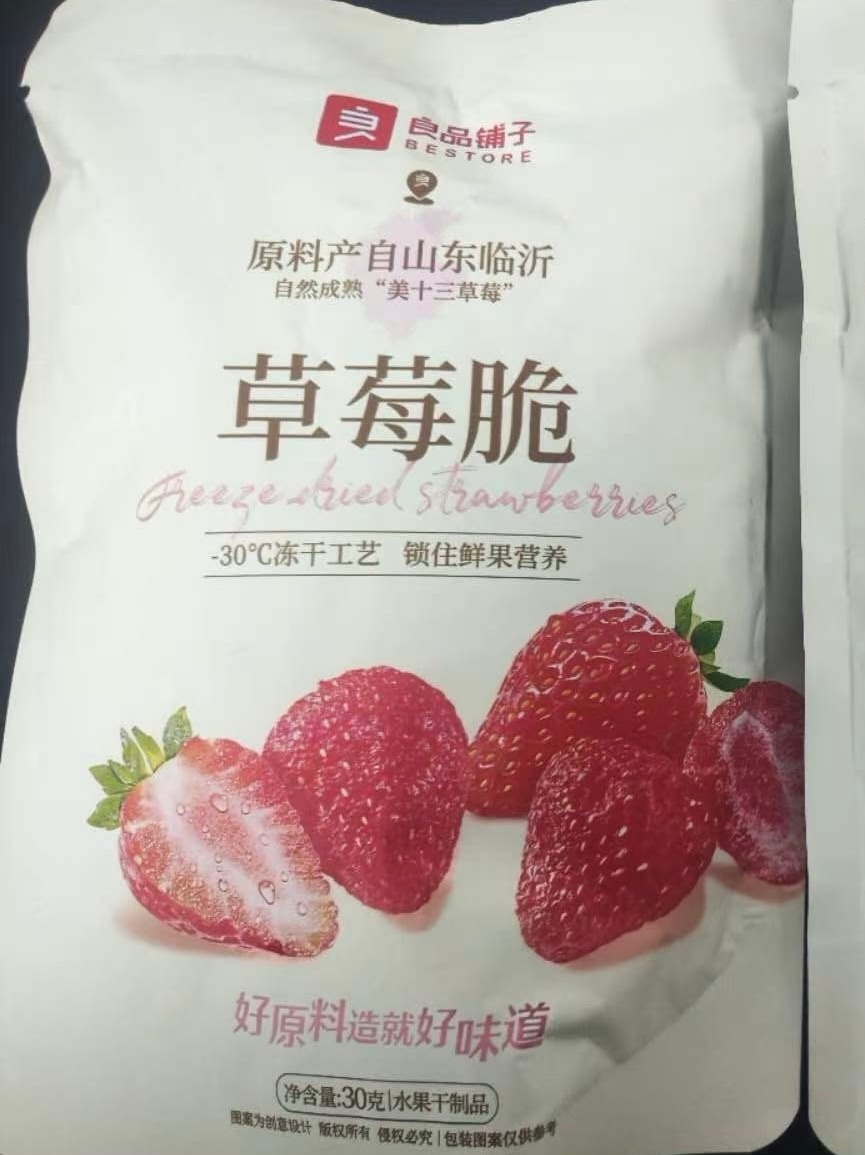 良品铺子
BESTORE
原料产自山东临沂
自然成熟“美十三草莓”
草莓脆
Freeze dried strawberries
-30℃冻干工艺 锁住鲜果营养
好原料造就好味道
净含量:30克|水果干制品
图案为创意设计 版权所有 侵权必究|包装图案仅供参考